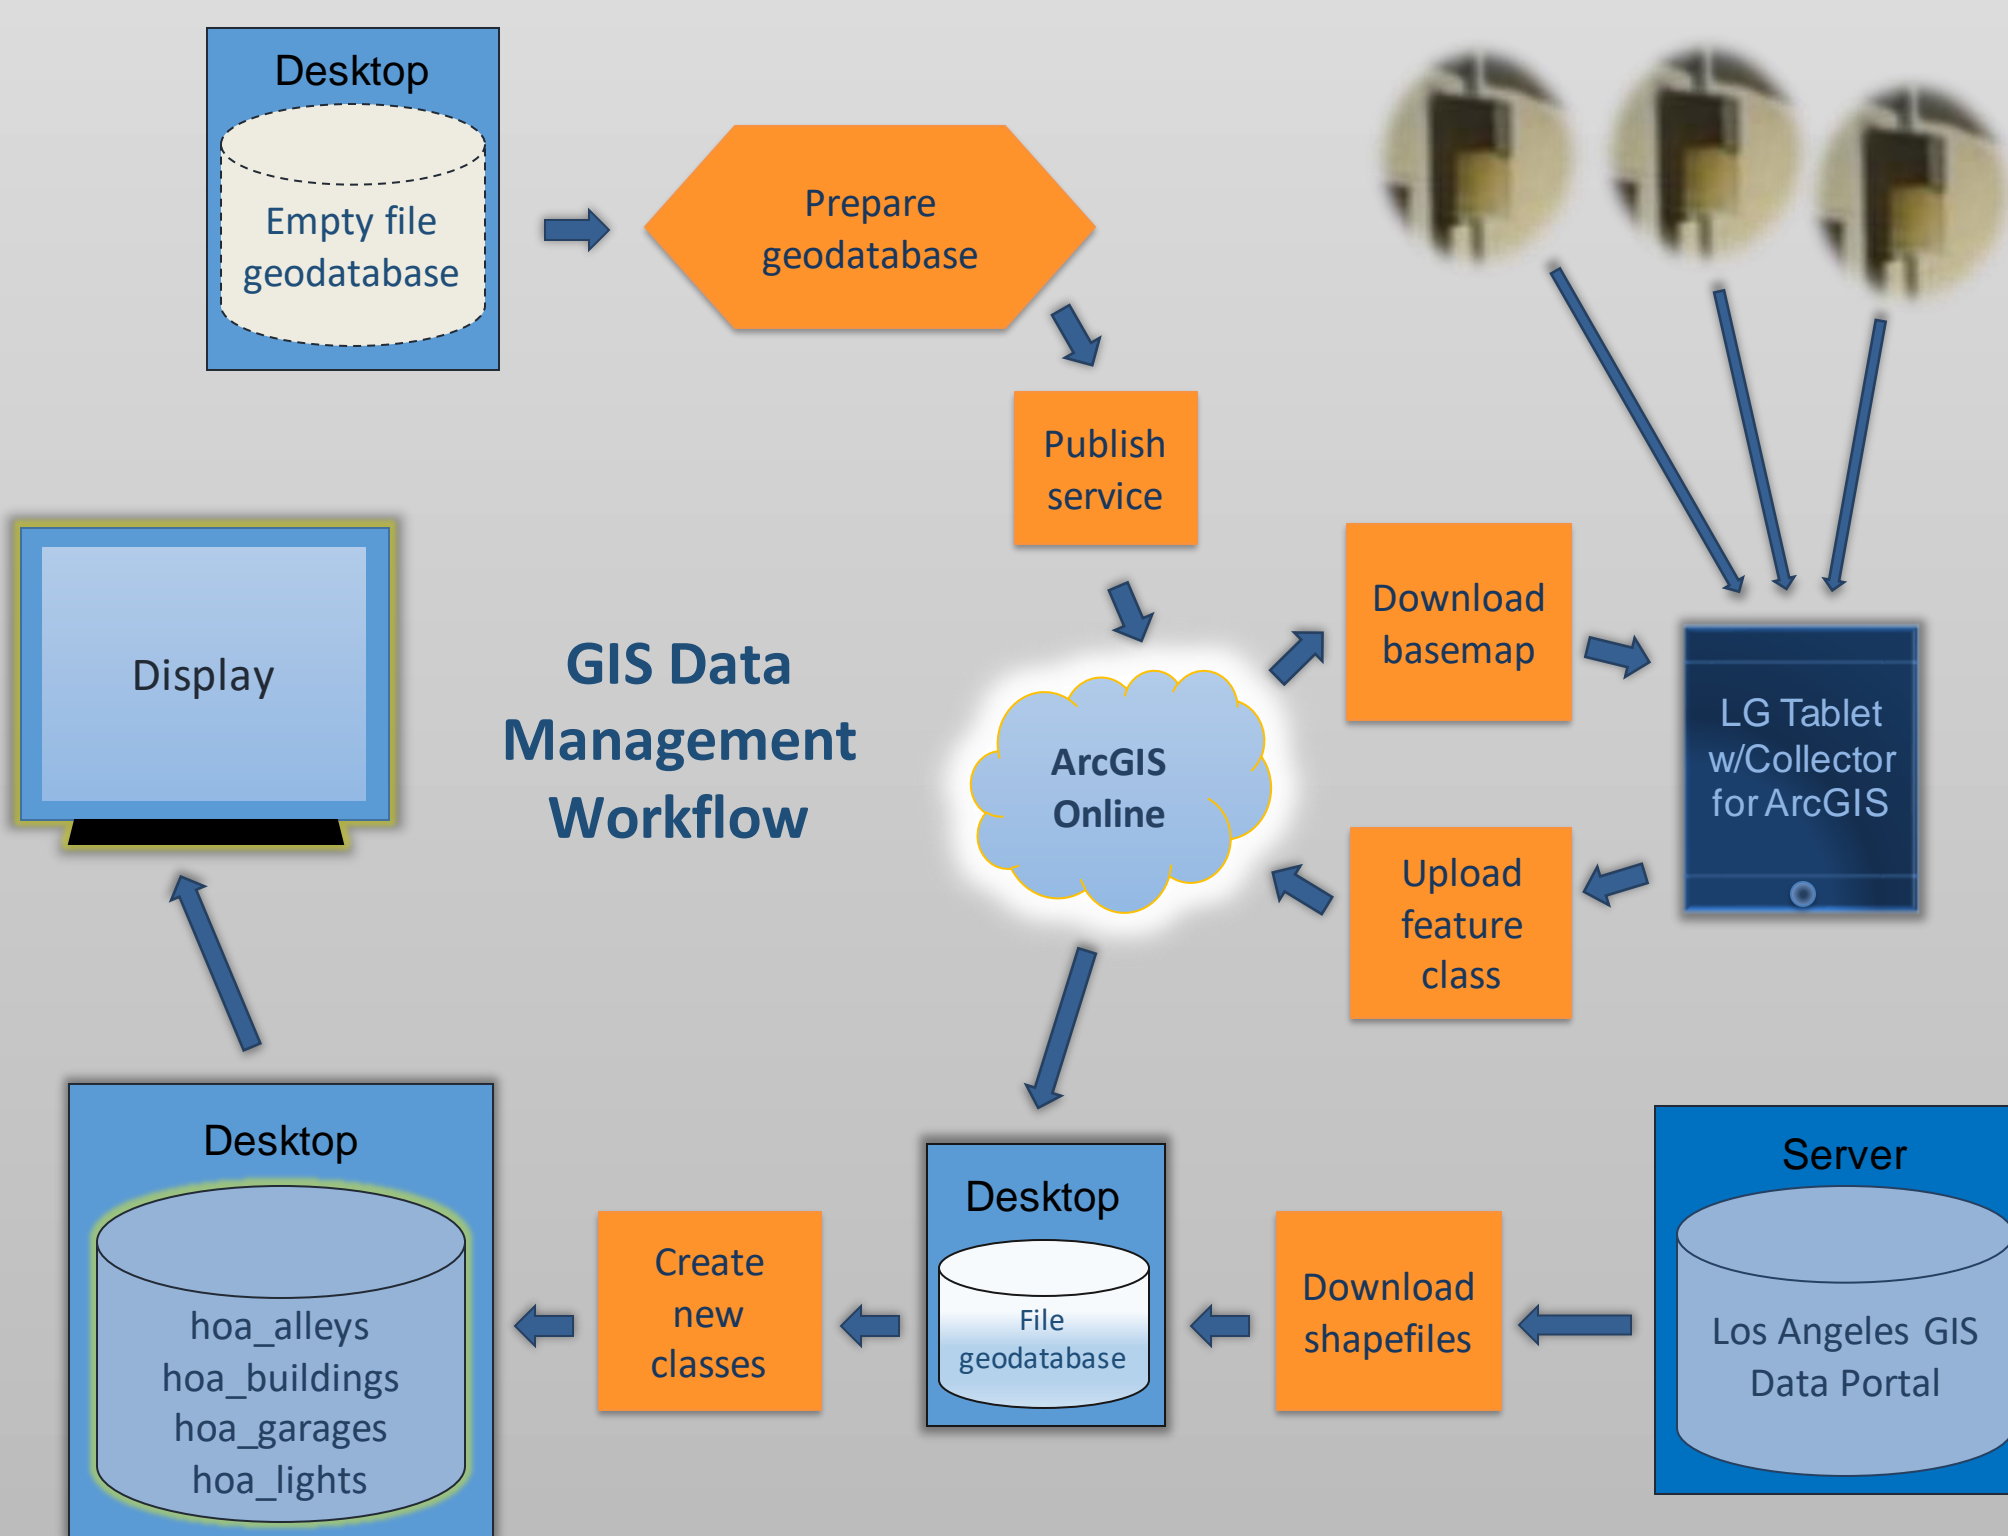 Desktop
Empty file
geodatabase
Prepare
geodatabase
Publish
service
Download
basemap
LG Tablet
w/Collector
for ArcGIS
Display
GIS Data
Management
Workflow
ArcGIS
Online
Upload
feature
class
Desktop
hoa_alleys
hoa_buildings
hoa_garages
hoa_lights
Create
new
classes
Desktop
File
geodatabase
Download
shapefiles
Server
Los Angeles GIS
Data Portal